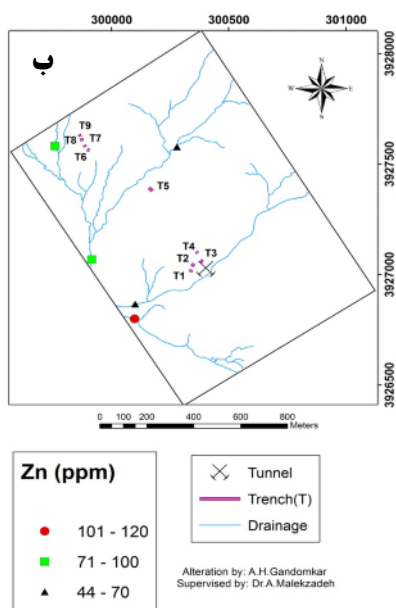 300000 300500 301000
ب
3928000
3927500
3927000
3926500
N
W E
S
T9
T8 T7
T6
T5
T4
T3
T2
T1
0 100 200 400 600 800
Meters
Zn (ppm)
101 - 120
71 - 100
44 - 70
Tunnel
Trench(T)
Drainage
Alteration by: A.H.Gandomkar
Supervised by: Dr.A.Malekzadeh